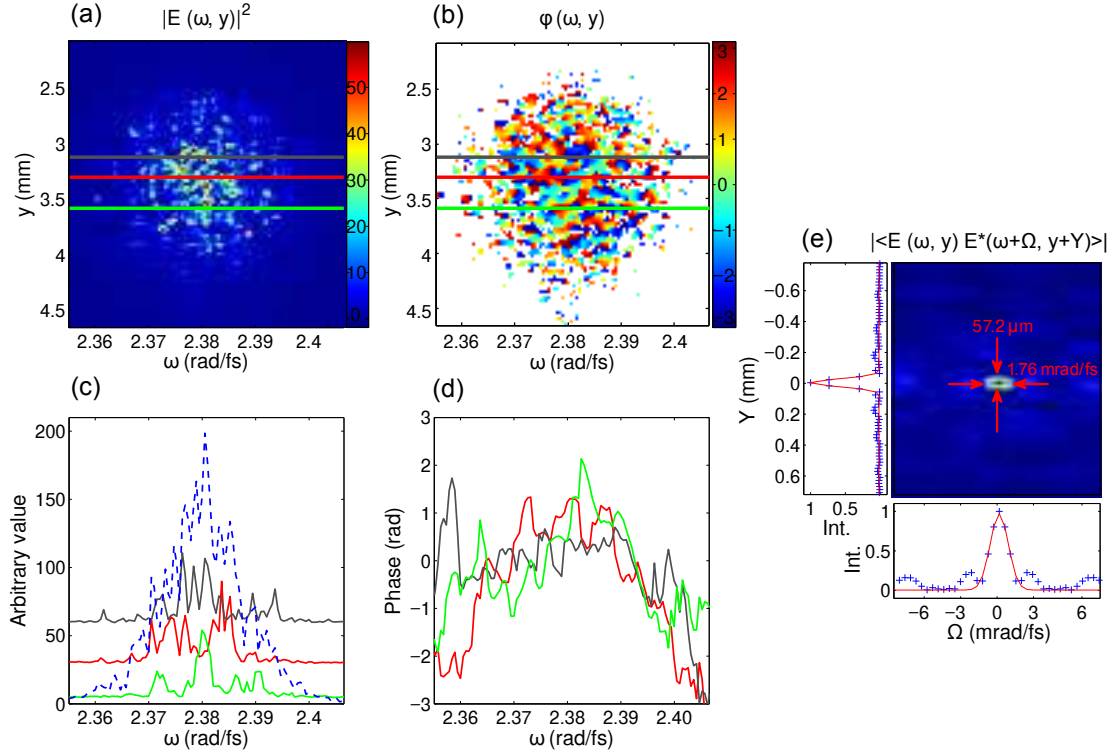 (a) |E (ω, y)|²
2.5
3
3.5
4
4.5
y (mm)
2.36 2.37 2.38 2.39 2.4
ω (rad/fs)
50
40
30
20
10
0
(b) φ (ω, y)
2.5
3
3.5
4
4.5
y (mm)
2.36 2.37 2.38 2.39 2.4
ω (rad/fs)
3
2
1
0
−1
−2
−3
(c)
200
150
100
50
0
Arbitrary value
2.36 2.37 2.38 2.39 2.4
ω (rad/fs)
(d)
3
2
1
0
−1
−2
−3
Phase (rad)
2.36 2.37 2.38 2.39 2.40
ω (rad/fs)
(e) |<E (ω, y) E*(ω+Ω, y+Y)>|
−0.6
−0.4
−0.2
0
0.2
0.4
0.6
Y (mm)
1 0.5
Int.
57.2 µm
1.76 mrad/fs
1
0.5
0
Int.
−6 −3 0 3 6
Ω (mrad/fs)